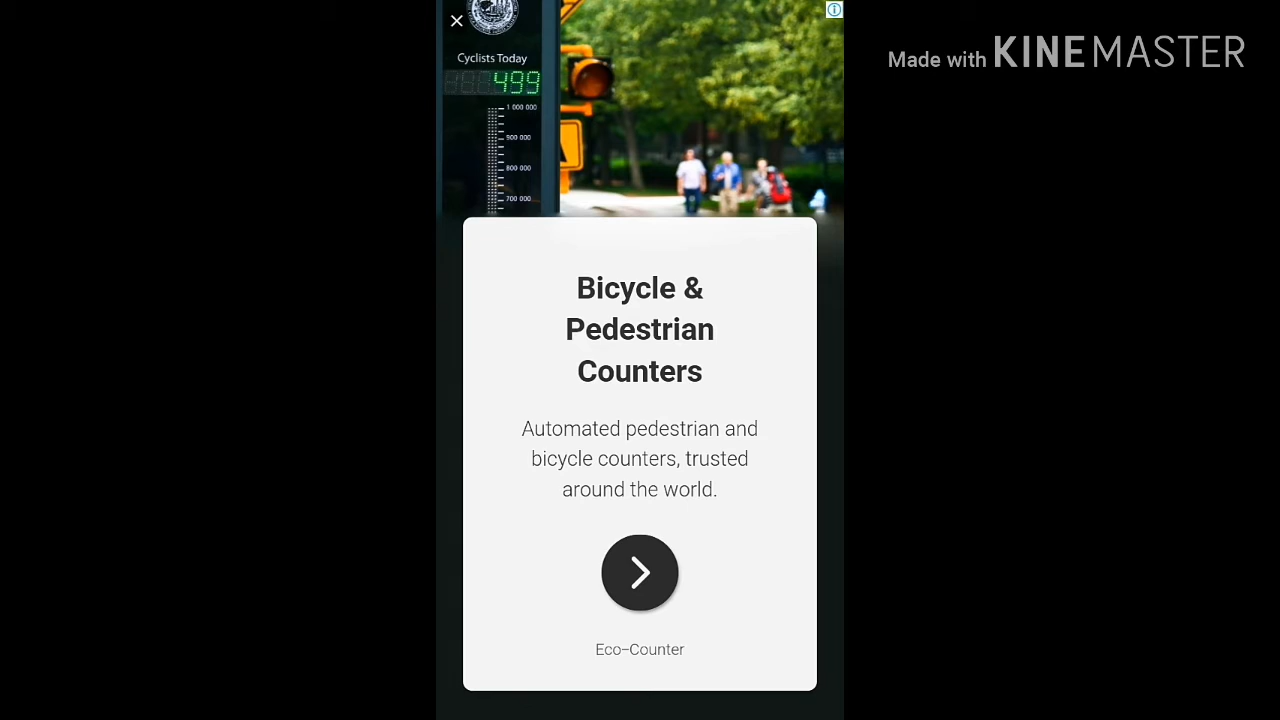 Made with KINEMASTER
Cyclists Today
499
1 000 000
900 000
800 000
700 000
Bicycle &
Pedestrian
Counters
Automated pedestrian and
bicycle counters, trusted
around the world.
Eco-Counter